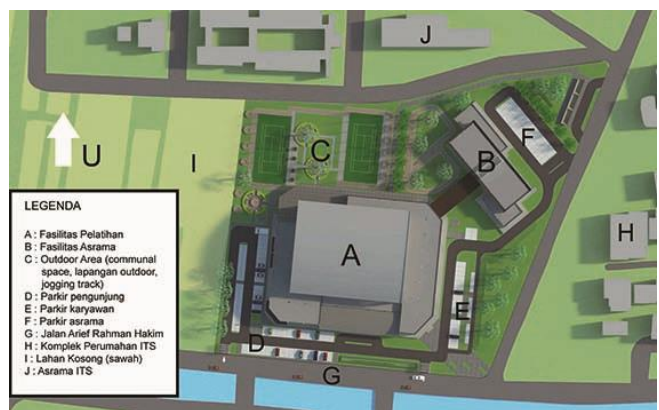 J
F
C
B
U
I
A
H
E
D
G
LEGENDA
A : Fasilitas Pelatihan
B : Fasilitas Asrama
C : Outdoor Area (communal
space, lapangan outdoor,
jogging track)
D : Parkir pengunjung
E : Parkir karyawan
F : Parkir asrama
G : Jalan Arief Rahman Hakim
H : Komplek Perumahan ITS
I : Lahan Kosong (sawah)
J : Asrama ITS